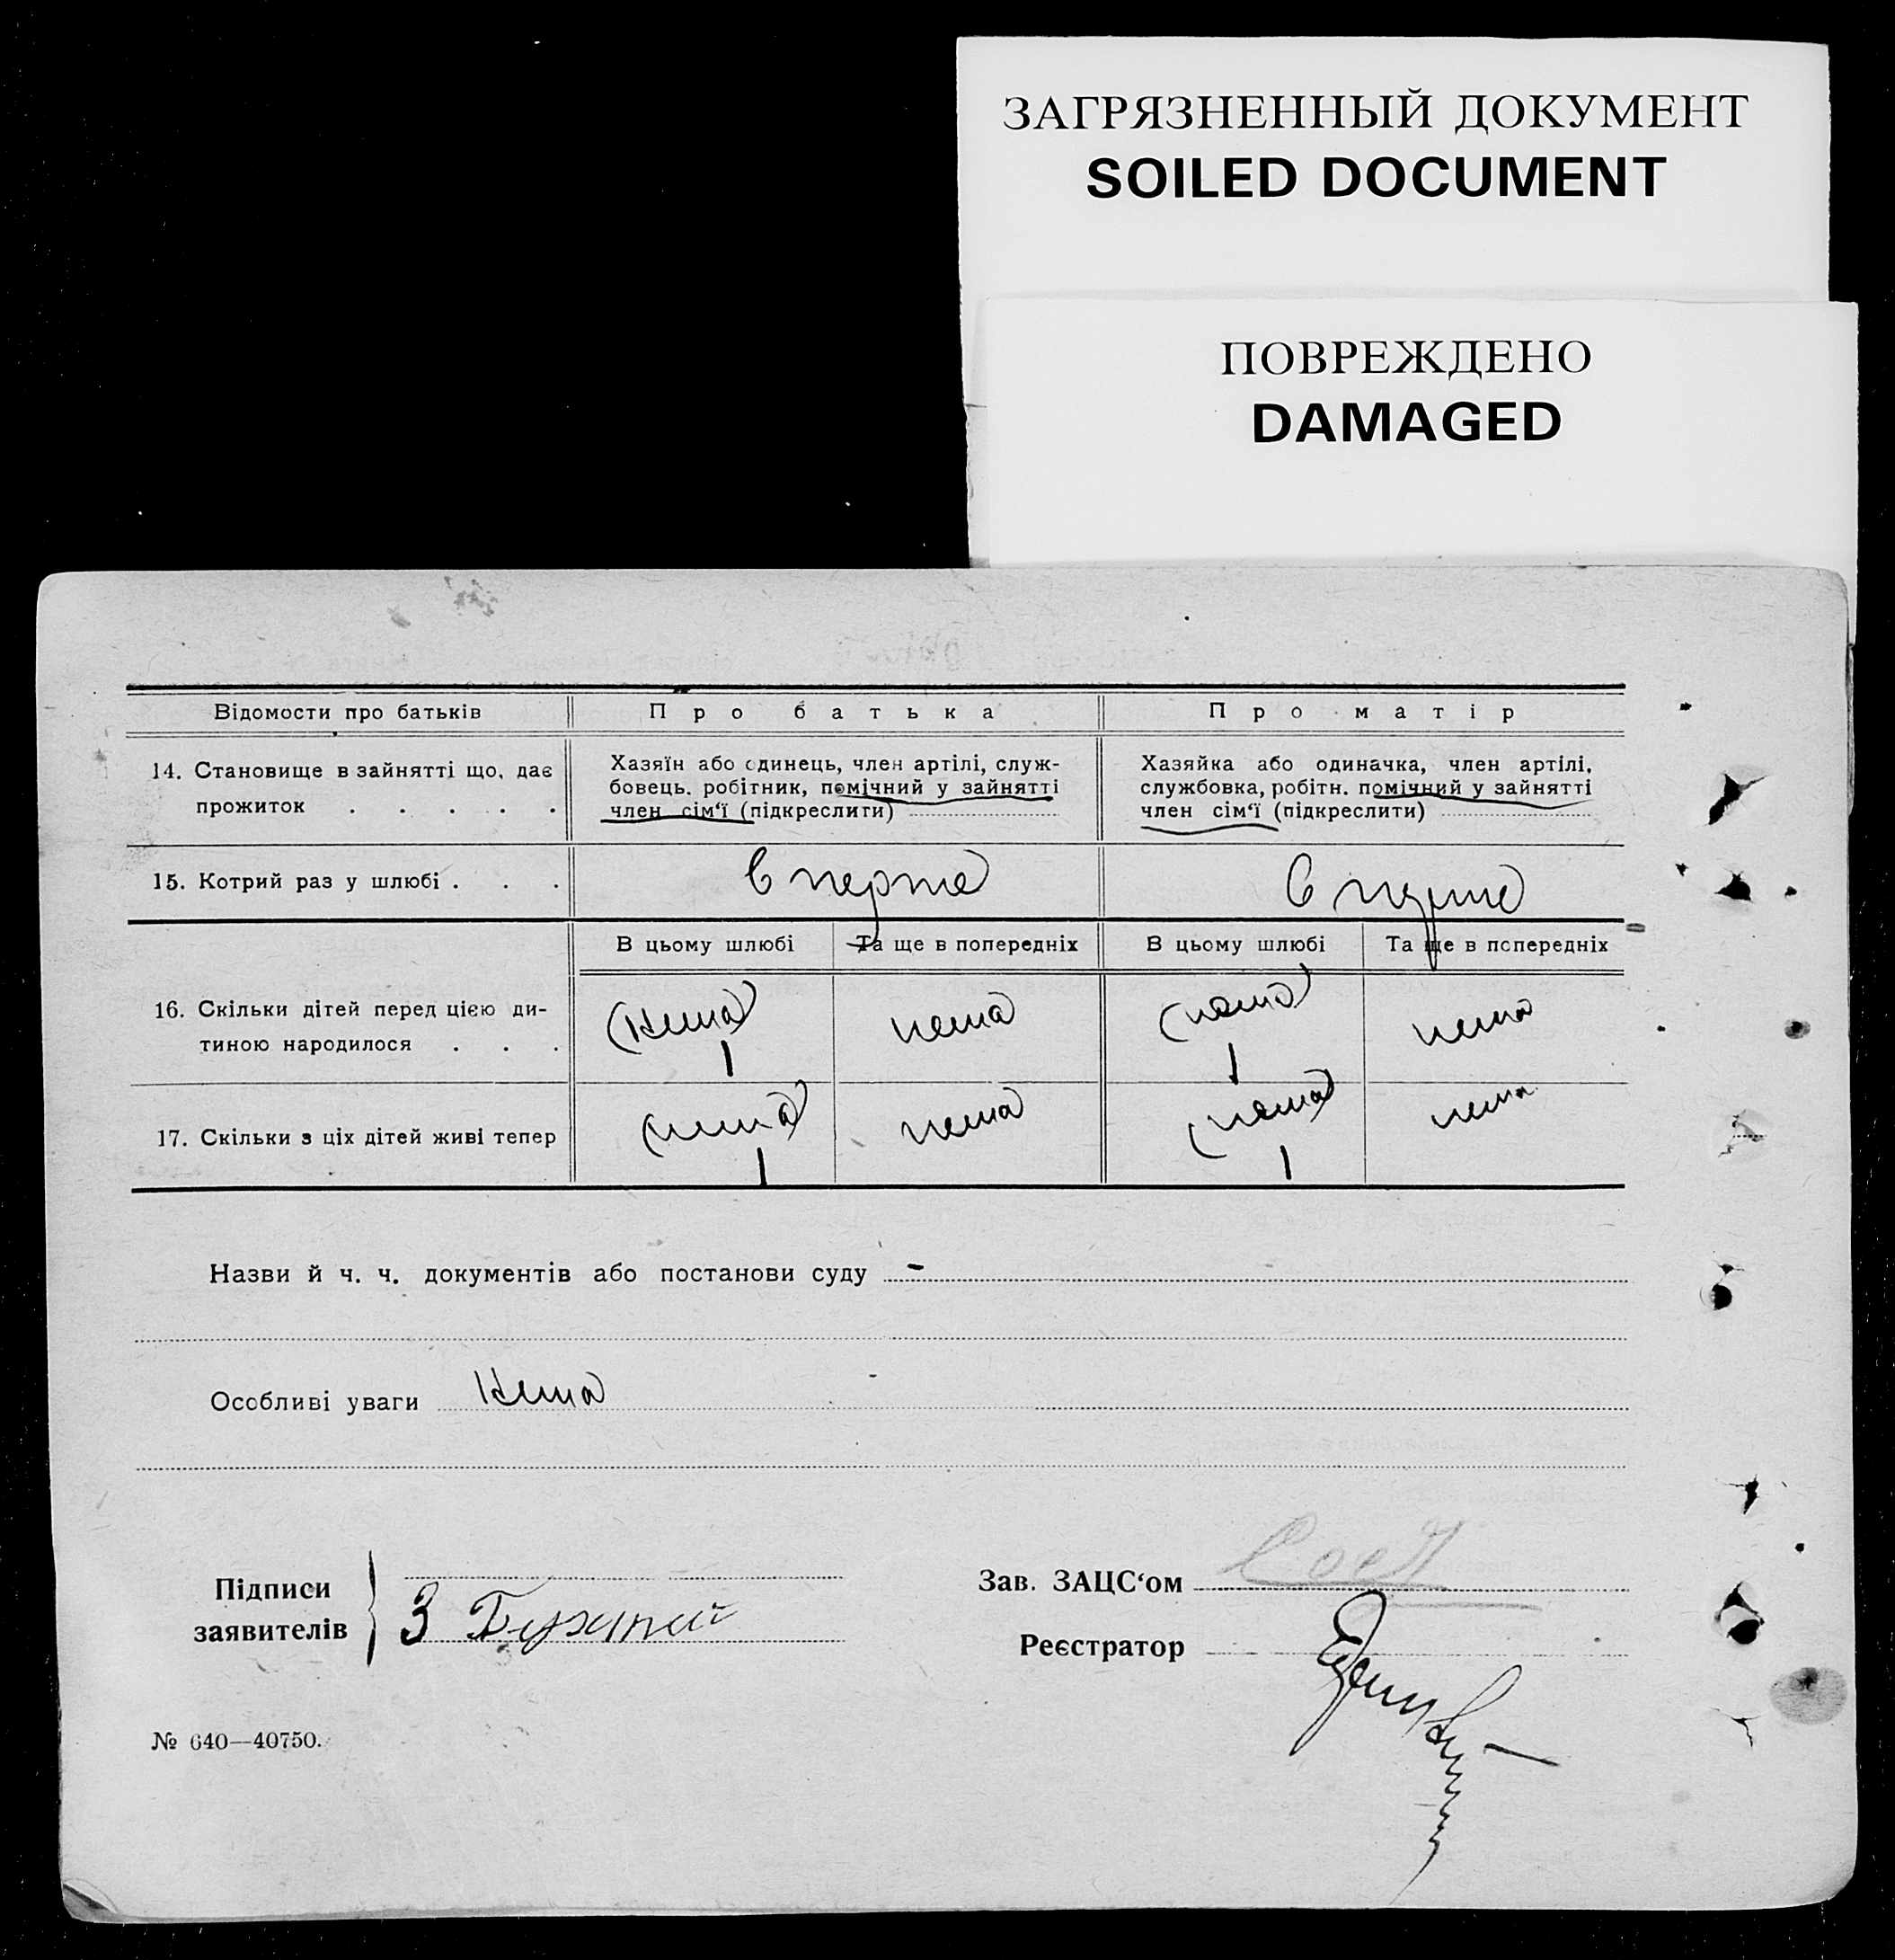 ЗАГРЯЗНЕННЫЙ ДОКУМЕНТ
SOILED DOCUMENT
ПОВРЕЖДЕНО
DAMAGED
Відомости про батьків Про батька Про матір
14. Становище в зайнятті що, дає
прожиток . . . . .
Хазяїн або одинець, член артілі, служ-
бовець. робітник, помічний у зайнятті
член сім‘ї (підкреслити)
Хазяйка або одиначка, член артілі,
службовка, робітн. помічний у зайнятті
член сім‘ї (підкреслити)
15. Котрий раз у шлюбі . . . в перше в перше
В цьому шлюбі Та ще в попередніх В цьому шлюбі Та ще в попередніх
16. Скільки дітей перед цією ди-
тиною народилося . . .
(нема) нема (нема) нема
1 1
17. Скільки з ціх дітей живі тепер (нема) нема (нема) нема
1 1
Назви й ч. ч. документів або постанови суду -
Особливі уваги Нема
Підписи
заявителів
З
Зав. ЗАЦС‘ом
Реєстратор
№ 640—40750.